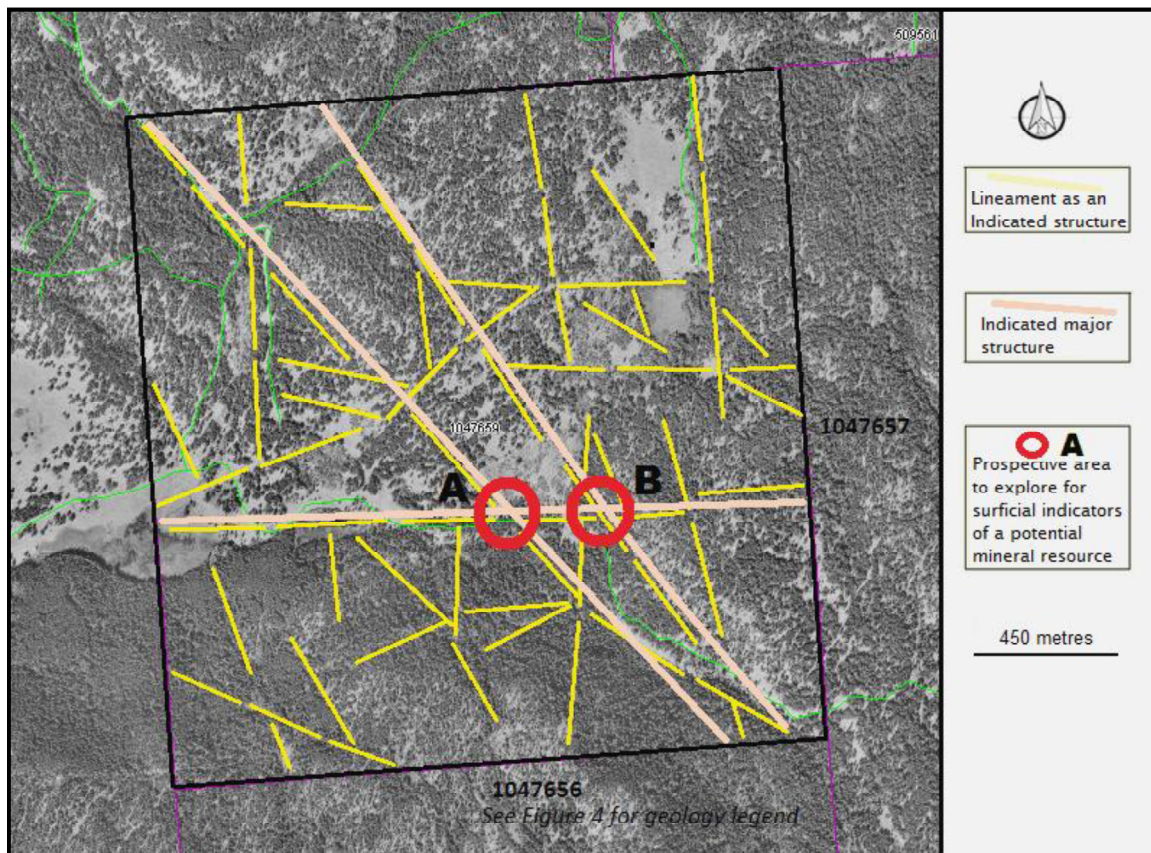 509561
Lineament as an
Indicated structure
Indicated major
structure
1047659
1047657
A
B
A
Prospective area
to explore for
surficial indicators
of a potential
mineral resource
450 metres
1047656
See Figure 4 for geology legend